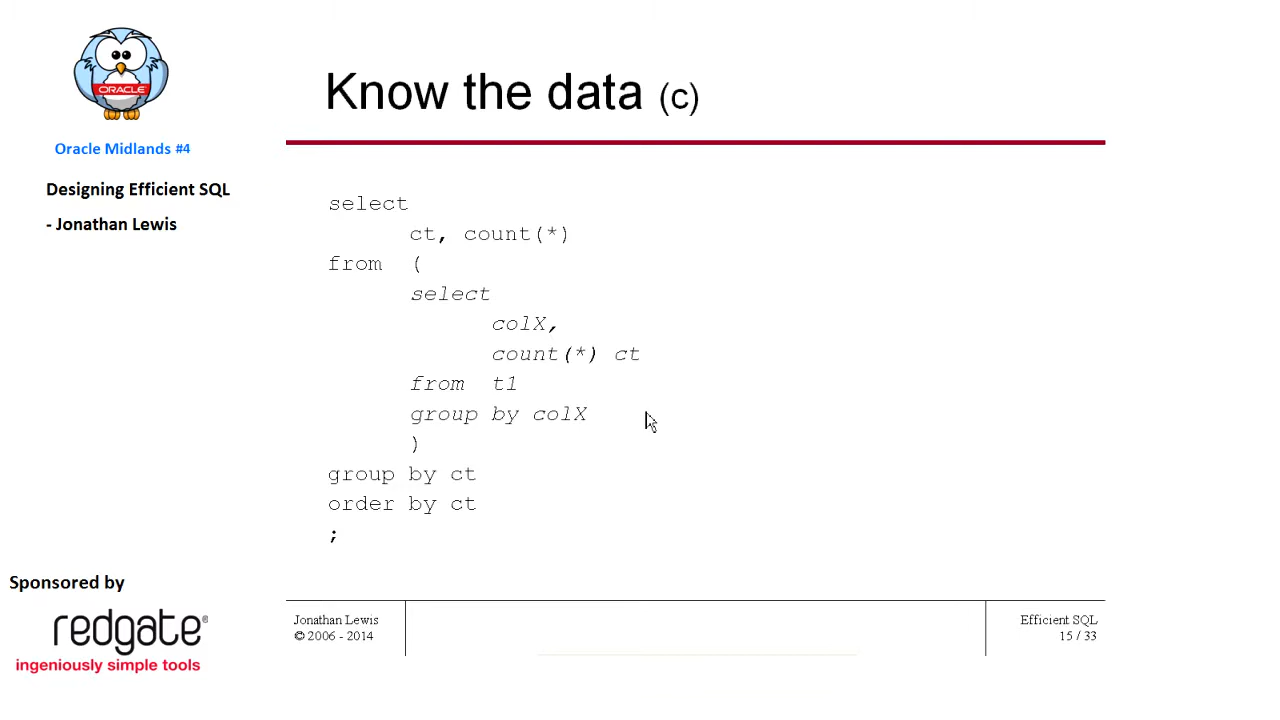 ORACLE
Oracle Midlands #4
Designing Efficient SQL
- Jonathan Lewis
Know the data (c)
select
ct, count(*)
from (
select
colX,
count(*) ct
from t1
group by colX
)
group by ct
order by ct
;
Sponsored by
redgate®
ingeniously simple tools
Jonathan Lewis
© 2006 - 2014
Efficient SQL
15 / 33